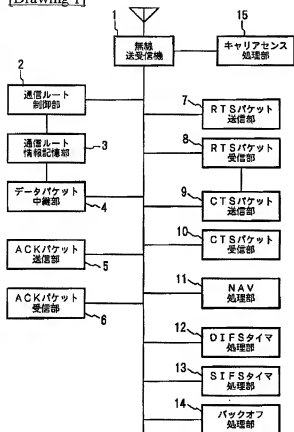 [Drawing 1]
1
無線
送受信機
15
キャリアセンス
処理部
2
通信ルート
制御部
3
通信ルート
情報記憶部
4
データパケット
中継部
5
ACKパケット
送信部
6
ACKパケット
受信部
7
RTSパケット
送信部
8
RTSパケット
受信部
9
CTSパケット
送信部
10
CTSパケット
受信部
11
NAV
処理部
12
DIFSタイマ
処理部
13
SIFSタイマ
処理部
14
バックオフ
処理部